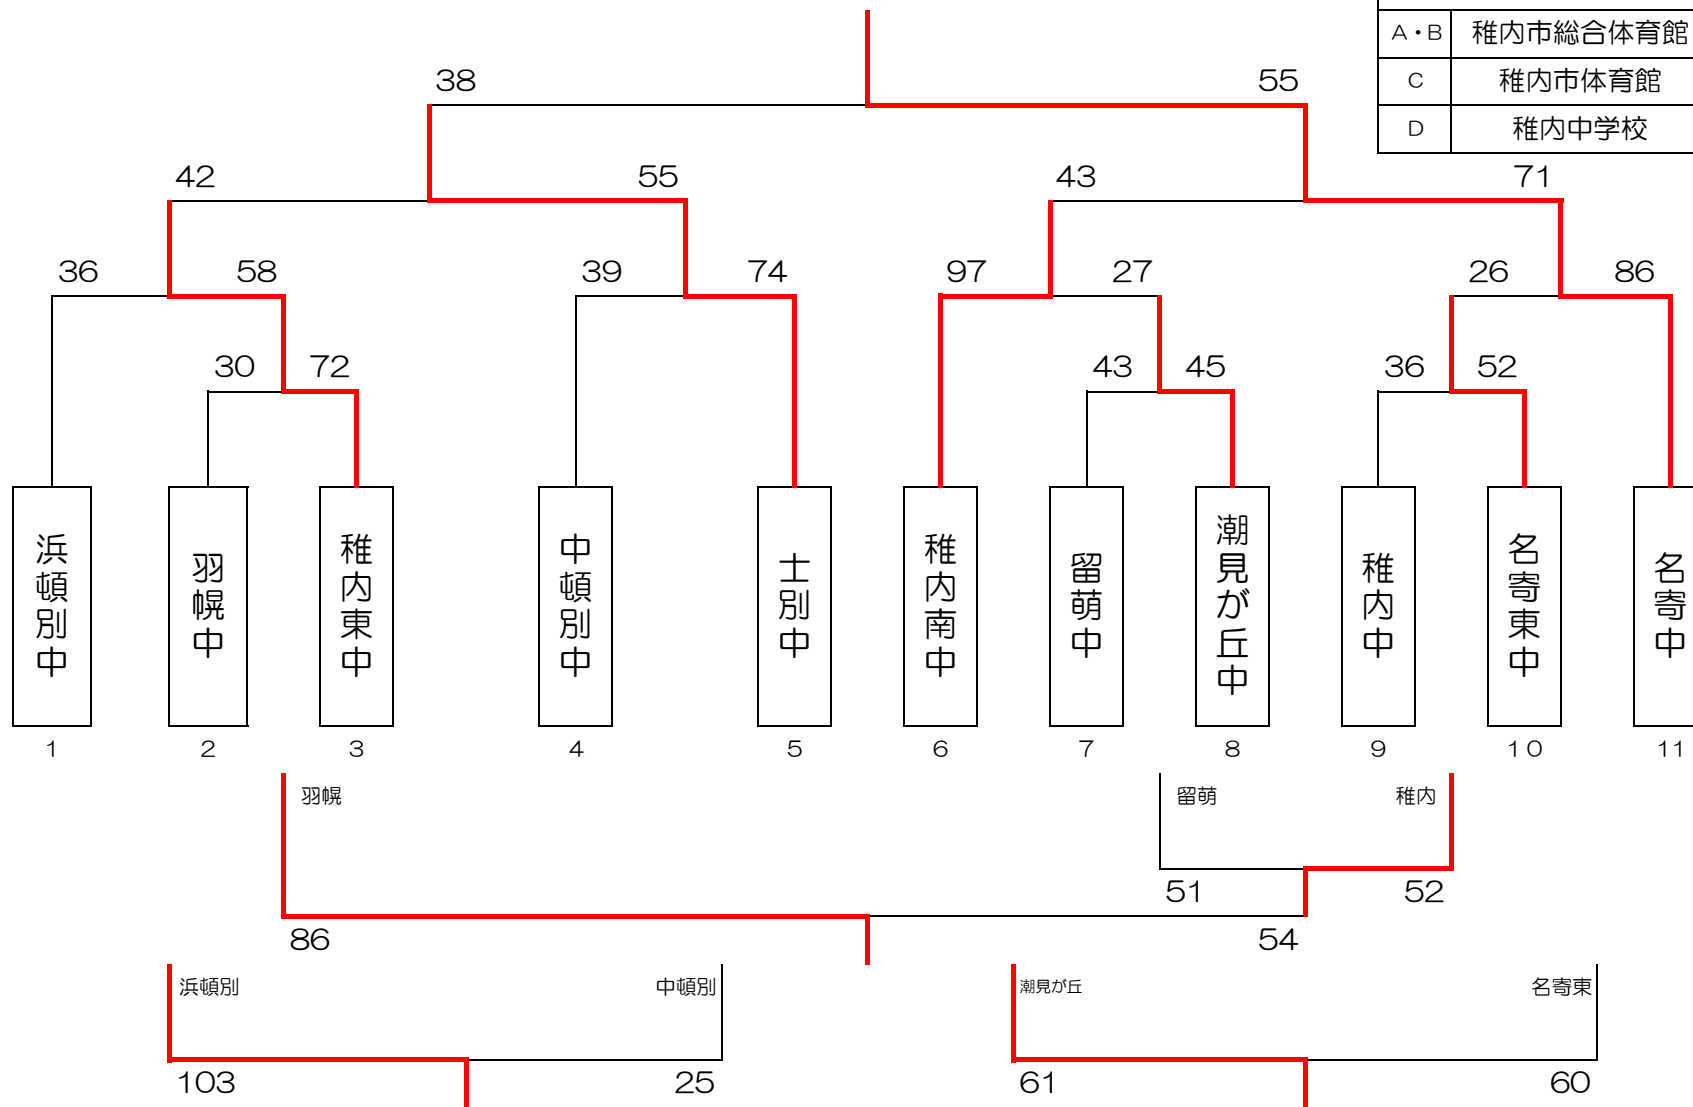 A・B 稚内市総合体育館
C 稚内市体育館
D 稚内中学校
38 55
42 55 43 71
36 58 39 74 97 27 26 86
30 72 43 45 36 52
浜頓別中
羽幌中
稚内東中
中頓別中
士別中
稚内南中
留萌中
潮見が丘中
稚内中
名寄東中
名寄中
1 2 3 4 5 6 7 8 9 10 11
羽幌 留萌 稚内
51 52
86 54
浜頓別 中頓別 潮見が丘 名寄東
103 25 61 60